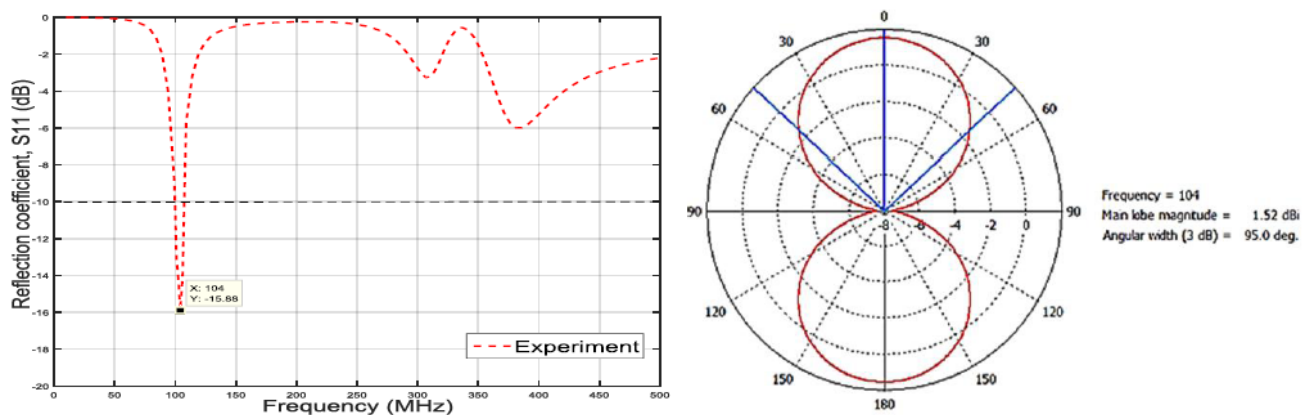 Reflection coefficient, S11 (dB)
0
-2
-4
-6
-8
-10
-12
-14
-16
-18
-20
X: 104
Y: -15.88
Experiment
0 50 100 150 200 250 300 350 400 450 500
Frequency (MHz)
0
30 30
60 60
90 90
-8 -6 -4 -2 0
120 120
150 150
180
Frequency = 104
Main lobe magnitude = 1.52 dBi
Angular width (3 dB) = 95.0 deg.